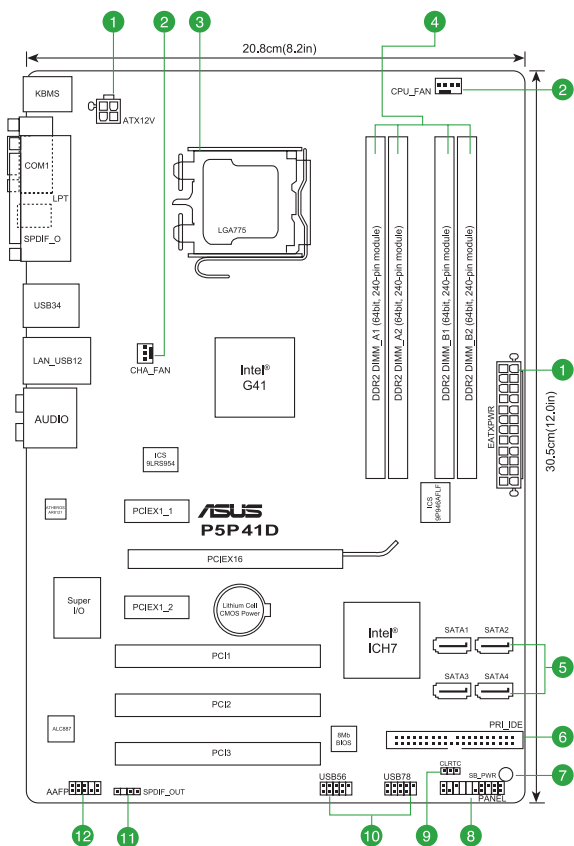 1
2
3
4
20.8cm(8.2in)
KBMS
ATX12V
CPU_FAN
2
COM1
LPT
SPDIF_O
LGA775
DDR2 DIMM_A1 (64bit, 240-pin module)
DDR2 DIMM_A2 (64bit, 240-pin module)
DDR2 DIMM_B1 (64bit, 240-pin module)
DDR2 DIMM_B2 (64bit, 240-pin module)
USB34
LAN_USB12
CHA_FAN
Intel®
G41
1
EATXPWR
30.5cm(12.0in)
AUDIO
ICS
9LRS954
ICS
9P946AFLF
ATHEROS
AR8121
PCIEX1_1
ASUS
P5P41D
PCIEX16
Super
I/O
PCIEX1_2
Lithium Cell
CMOS Power
Intel®
ICH7
SATA1
SATA2
5
PCI1
SATA3
SATA4
PCI2
ALC887
8Mb
BIOS
PRI_IDE
6
PCI3
CLRTC
SB_PWR
7
USB56
USB78
AAFP
SPDIF_OUT
PANEL
12
11
10
9
8